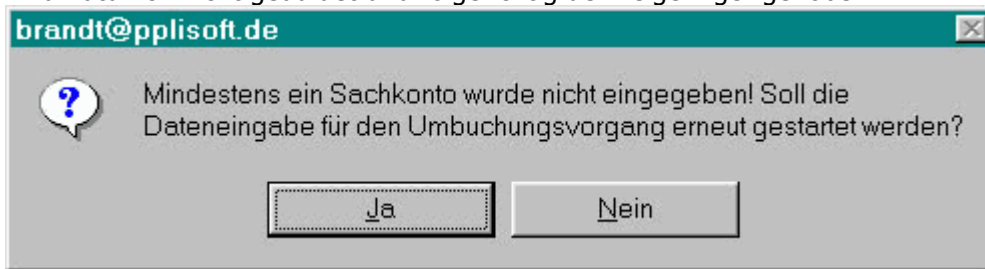 brandt@pplisoft.de
Mindestens ein Sachkonto wurde nicht eingegeben! Soll die
Dateneingabe für den Umbuchungsvorgang erneut gestartet werden?
Ja
Nein